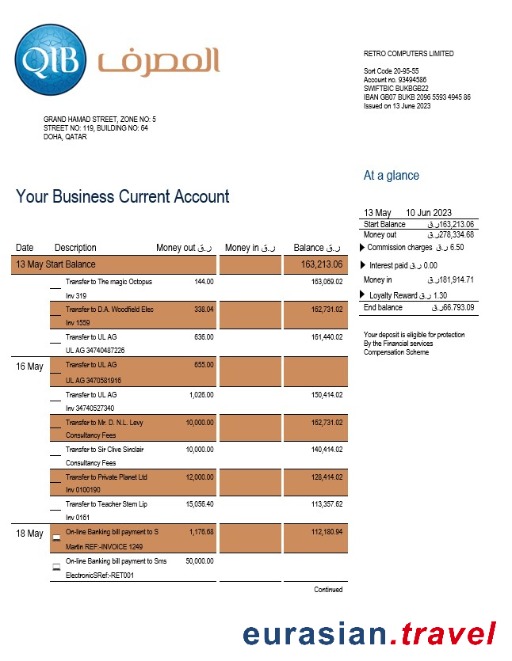 QIB المصرف
RETRO COMPUTERS LIMITED
Sort Code 20-95-55
Account no. 93494586
SWIFTBIC BUKBGB22
IBAN GB07 BUKB 2096 5593 4945 86
Issued on 13 June 2023
GRAND HAMAD STREET, ZONE NO: 5
STREET NO: 119, BUILDING NO: 64
DOHA, QATAR
At a glance
Your Business Current Account
13 May 10 Jun 2023
Start Balance ر.ق163,213.06
Money out ر.ق278,334.68
Commission charges ر.ق 6.50
Interest paid ر.ق 0.00
Money in ر.ق181,914.71
Loyalty Reward ر.ق 1.30
End balance ر.ق66.793.09
Your deposit is eligible for protection
By the Financial services
Compensation Scheme
Date Description Money out ر.ق Money in ر.ق Balance ر.ق
13 May Start Balance 163,213.06
Transfer to The magic Octopus 144.00 163,069.02
Inv 319
Transfer to D.A. Woodfield Elec 338.04 162,731.02
Inv 1559
Transfer to UL AG 636.00 161,440.02
UL AG 34740487226
16 May Transfer to UL AG 655.00
UL AG 3470581916
Transfer to UL AG 1,026.00 150,414.02
Inv 34740527340
Transfer to Mr. D. N.L. Levy 10,000.00 162,731.02
Consultancy Fees
Transfer to Sir Clive Sinclair 10,000.00 140,414.02
Consultancy Fees
Transfer to Private Planet Ltd 12,000.00 128,414.02
Inv 0100190
Transfer to Teacher Stem Lip 15,056.40 113,357.62
Inv 0161
18 May On-line Banking bill payment to S 1,176.68 112,180.94
Martin REF:-INVOICE 1249
On-line Banking bill payment to Sms 50,000.00
ElectronicSRef:-RET001
Continued
eurasian.travel